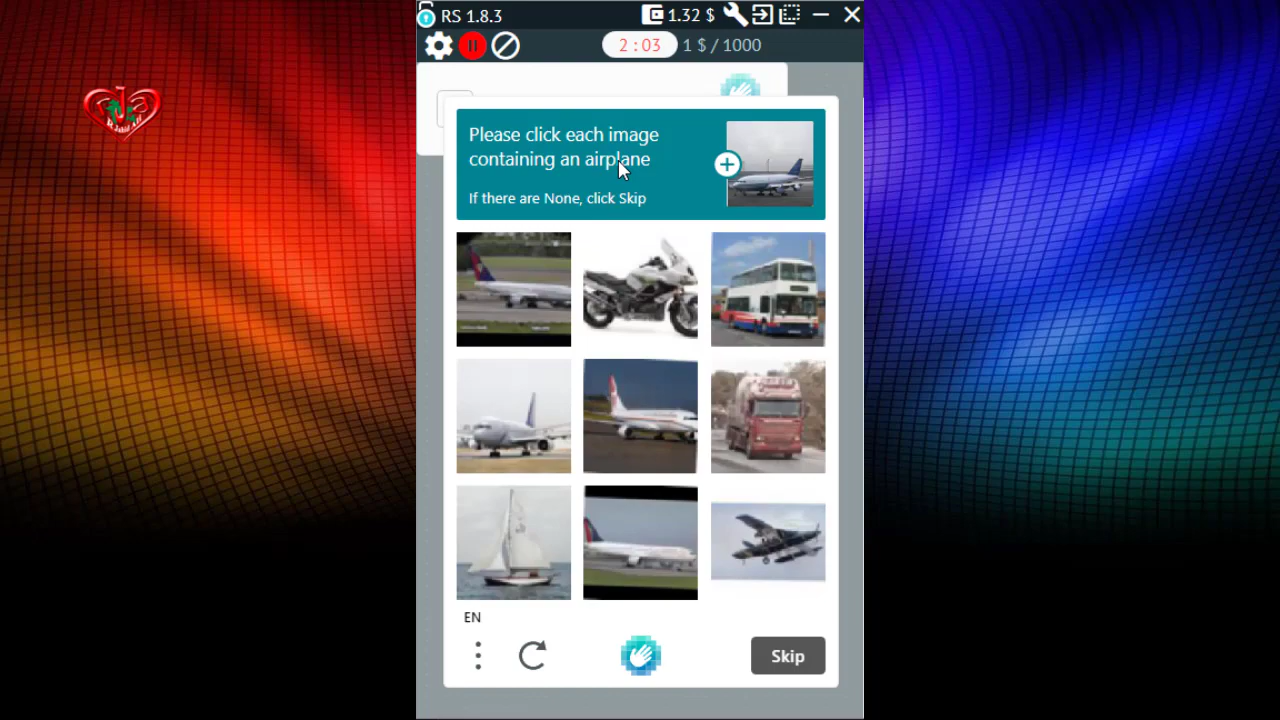 RS 1.8.3
1.32 $
2 : 03
1 $ / 1000
Please click each image
containing an airplane
If there are None, click Skip
EN
Skip